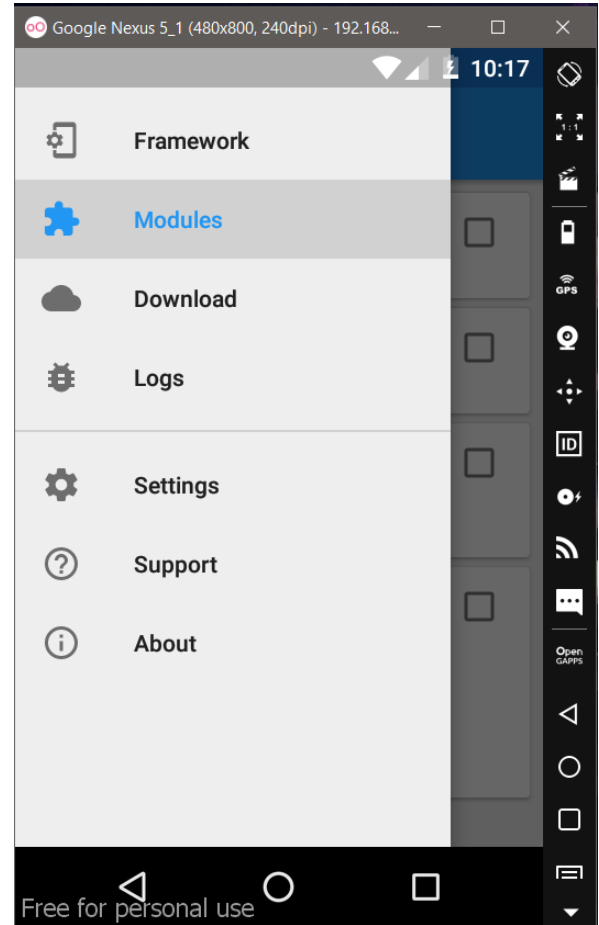 Google Nexus 5_1 (480x800, 240dpi) - 192.168...
10:17
Framework
Modules
Download
Logs
Settings
Support
About
1:1
GPS
ID
Open
GAPPS
Free for personal use